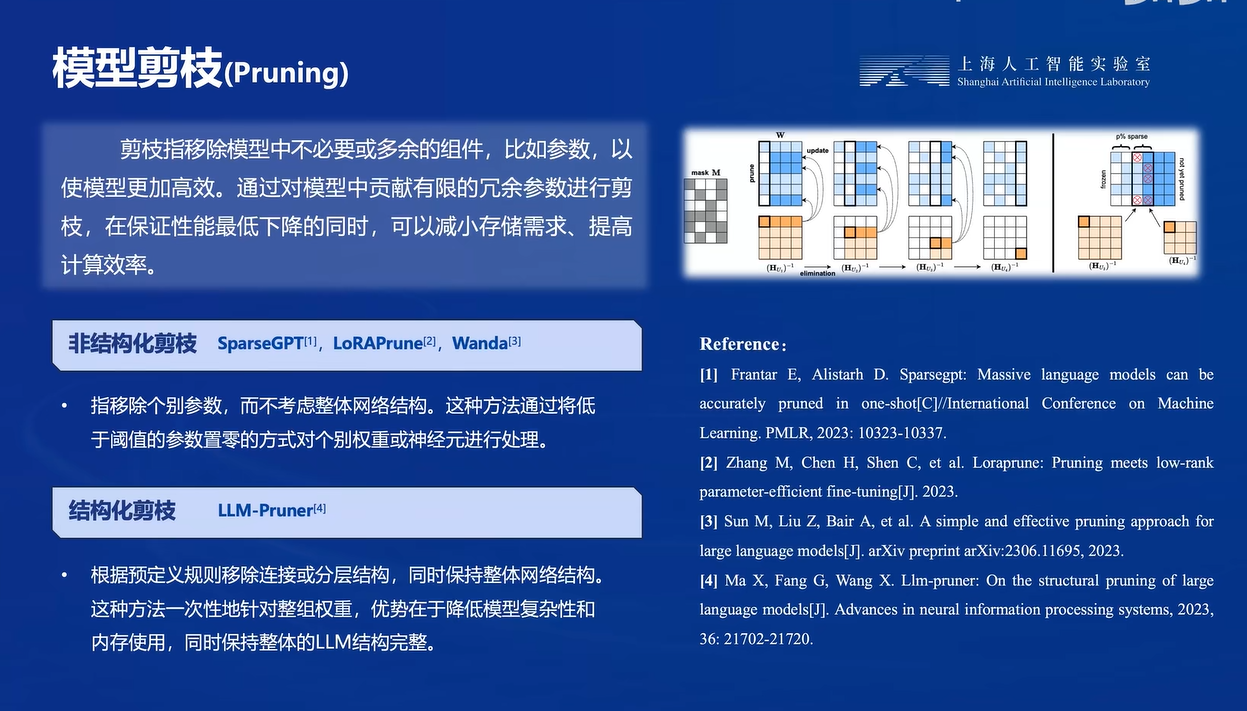 模型剪枝(Pruning)
上海人工智能实验室
Shanghai Artificial Intelligence Laboratory
剪枝指移除模型中不必要或多余的组件，比如参数，以
使模型更加高效。通过对模型中贡献有限的冗余参数进行剪
枝，在保证性能最低下降的同时，可以减小存储需求、提高
计算效率。
W
update
mask M
prune
(H_{U_1})^{-1}
(H_{U_2})^{-1}
(H_{U_3})^{-1}
(H_{U_4})^{-1}
elimination
p% sparse
frozen
not yet pruned
非结构化剪枝 SparseGPT[1]，LoRAPrune[2]，Wanda[3]
• 指移除个别参数，而不考虑整体网络结构。这种方法通过将低
于阈值的参数置零的方式对个别权重或神经元进行处理。
结构化剪枝 LLM-Pruner[4]
• 根据预定义规则移除连接或分层结构，同时保持整体网络结构。
这种方法一次性地针对整组权重，优势在于降低模型复杂性和
内存使用，同时保持整体的LLM结构完整。
Reference：
[1] Frantar E, Alistarh D. Sparsegpt: Massive language models can be
accurately pruned in one-shot[C]//International Conference on Machine
Learning. PMLR, 2023: 10323-10337.
[2] Zhang M, Chen H, Shen C, et al. Loraprune: Pruning meets low-rank
parameter-efficient fine-tuning[J]. 2023.
[3] Sun M, Liu Z, Bair A, et al. A simple and effective pruning approach for
large language models[J]. arXiv preprint arXiv:2306.11695, 2023.
[4] Ma X, Fang G, Wang X. Llm-pruner: On the structural pruning of large
language models[J]. Advances in neural information processing systems, 2023,
36: 21702-21720.